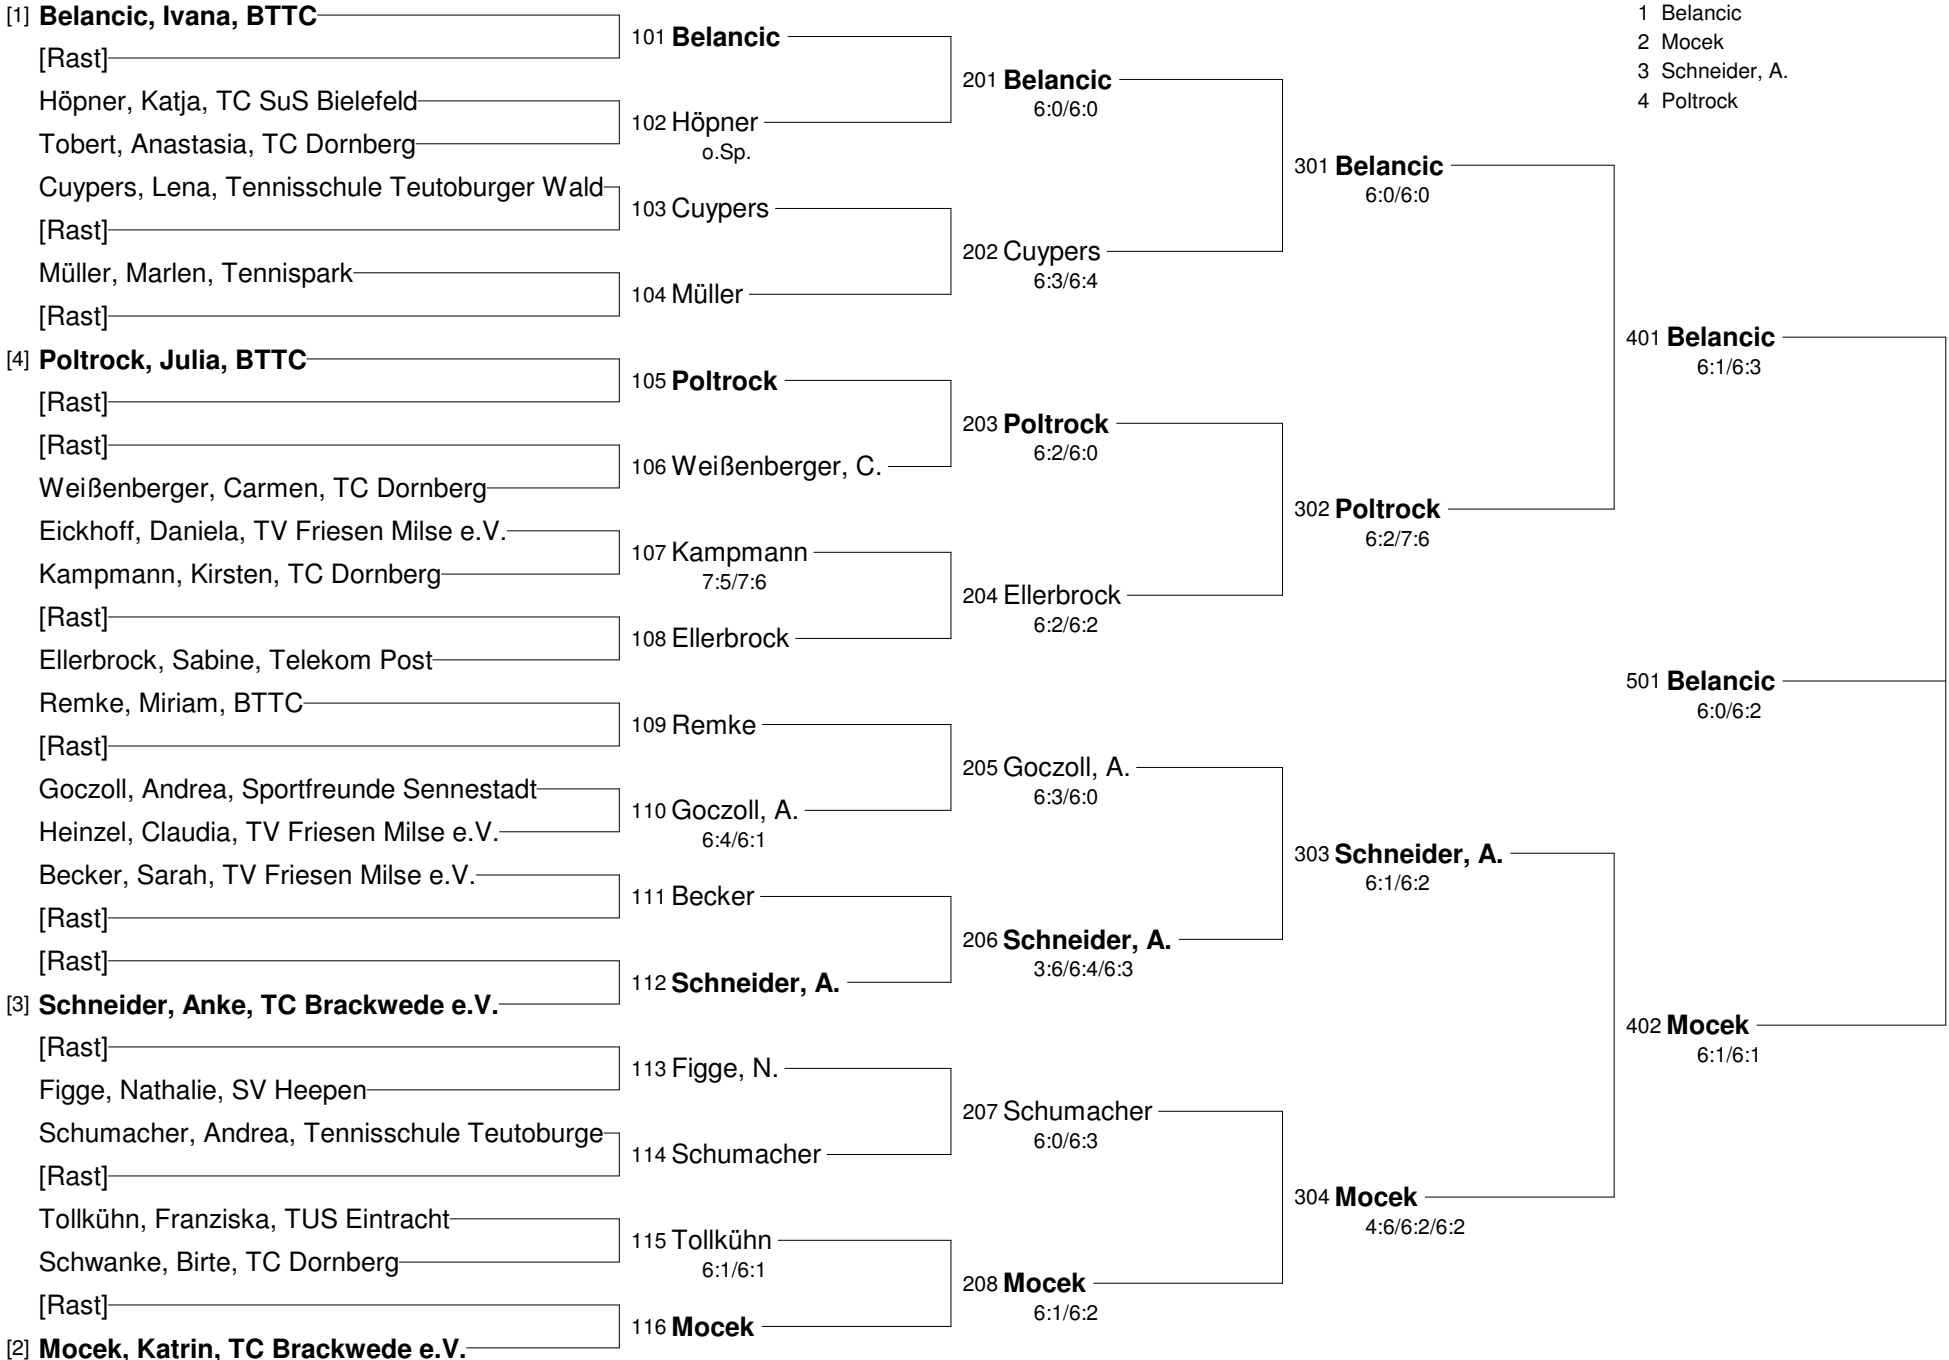 [1] Belancic, Ivana, BTTC
[Rast]
Höpner, Katja, TC SuS Bielefeld
Tobert, Anastasia, TC Dornberg
Cuypers, Lena, Tennisschule Teutoburger Wald
[Rast]
Müller, Marlen, Tennispark
[Rast]
[4] Poltrock, Julia, BTTC
[Rast]
[Rast]
Weißenberger, Carmen, TC Dornberg
Eickhoff, Daniela, TV Friesen Milse e.V.
Kampmann, Kirsten, TC Dornberg
[Rast]
Ellerbrock, Sabine, Telekom Post
Remke, Miriam, BTTC
[Rast]
Goczoll, Andrea, Sportfreunde Sennestadt
Heinzel, Claudia, TV Friesen Milse e.V.
Becker, Sarah, TV Friesen Milse e.V.
[Rast]
[Rast]
[3] Schneider, Anke, TC Brackwede e.V.
[Rast]
Figge, Nathalie, SV Heepen
Schumacher, Andrea, Tennisschule Teutoburge
[Rast]
Tollkühn, Franziska, TUS Eintracht
Schwanke, Birte, TC Dornberg
[Rast]
[2] Mocek, Katrin, TC Brackwede e.V.
101 Belancic
102 Höpner
o.Sp.
103 Cuypers
104 Müller
105 Poltrock
106 Weißenberger, C.
107 Kampmann
7:5/7:6
108 Ellerbrock
109 Remke
110 Goczoll, A.
6:4/6:1
111 Becker
112 Schneider, A.
113 Figge, N.
114 Schumacher
115 Tollkühn
6:1/6:1
116 Mocek
201 Belancic
6:0/6:0
202 Cuypers
6:3/6:4
203 Poltrock
6:2/6:0
204 Ellerbrock
6:2/6:2
205 Goczoll, A.
6:3/6:0
206 Schneider, A.
3:6/6:4/6:3
207 Schumacher
6:0/6:3
208 Mocek
6:1/6:2
301 Belancic
6:0/6:0
302 Poltrock
6:2/7:6
303 Schneider, A.
6:1/6:2
304 Mocek
4:6/6:2/6:2
401 Belancic
6:1/6:3
501 Belancic
6:0/6:2
402 Mocek
6:1/6:1
1 Belancic
2 Mocek
3 Schneider, A.
4 Poltrock